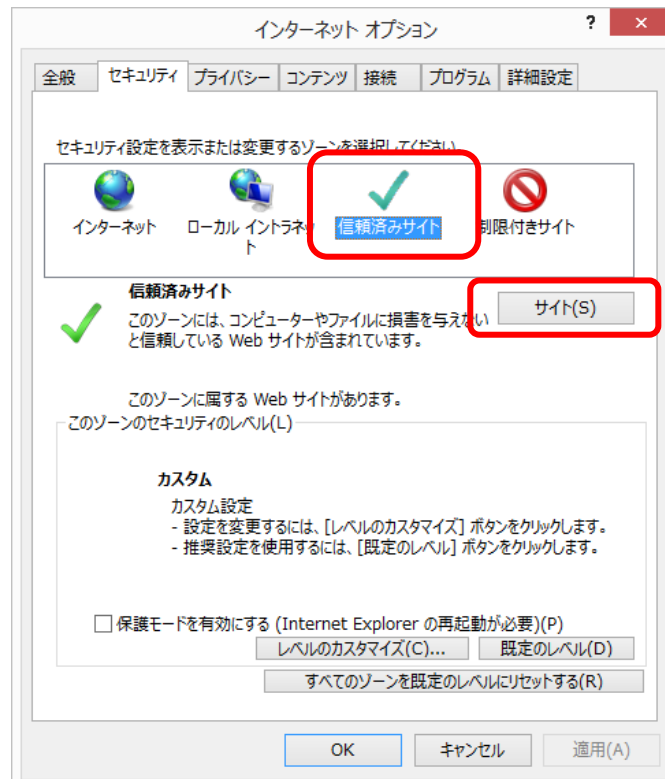 インターネット オプション
?
×
全般 セキュリティ プライバシー コンテンツ 接続 プログラム 詳細設定
セキュリティ設定を表示または変更するゾーンを選択してください。
インターネット
ローカル イントラネット
信頼済みサイト
制限付きサイト
信頼済みサイト
サイト(S)
このゾーンには、コンピューターやファイルに損害を与えない
と信頼している Web サイトが含まれています。
このゾーンに属する Web サイトがあります。
このゾーンのセキュリティのレベル(L)
カスタム
カスタム設定
- 設定を変更するには、[レベルのカスタマイズ] ボタンをクリックします。
- 推奨設定を使用するには、[既定のレベル] ボタンをクリックします。
保護モードを有効にする (Internet Explorer の再起動が必要)(P)
レベルのカスタマイズ(C)... 既定のレベル(D)
すべてのゾーンを既定のレベルにリセットする(R)
OK キャンセル 適用(A)